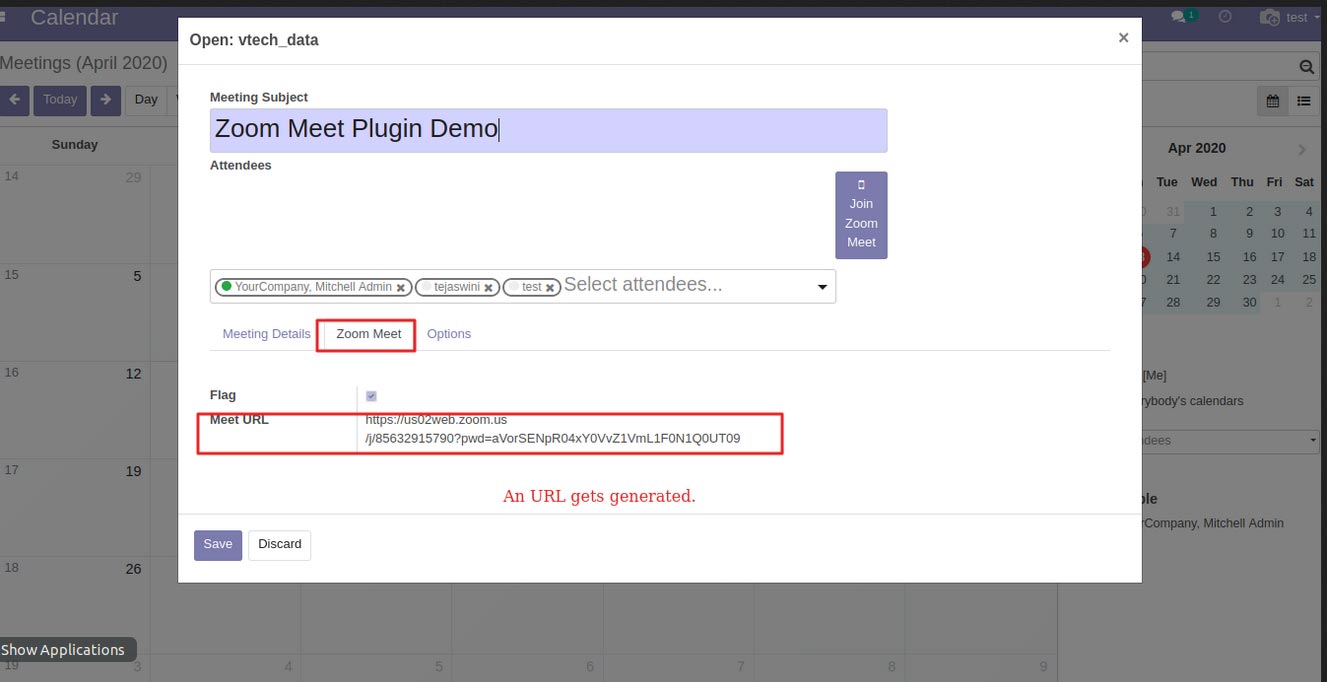 Calendar
1
test
Open: vtech_data
×
Meetings (April 2020)
Today
Day
Meeting Subject
Zoom Meet Plugin Demo
Attendees
Join
Zoom
Meet
YourCompany, Mitchell Admin
tejaswini
test
Select attendees...
Meeting Details
Zoom Meet
Options
Flag
Meet URL
https://us02web.zoom.us
/j/85632915790?pwd=aVorSENpR04xY0VvZ1VmL1F0N1Q0UT09
An URL gets generated.
Save
Discard
Sunday
14 29
15 5
16 12
17 19
18 26
19 3 4 5 6 7 8 9
Show Applications
Apr 2020
Tue Wed Thu Fri Sat
31 1 2 3 4
7 8 9 10 11
14 15 16 17 18
21 22 23 24 25
28 29 30 1 2
[Me]
rybody's calendars
dees
ble
rCompany, Mitchell Admin